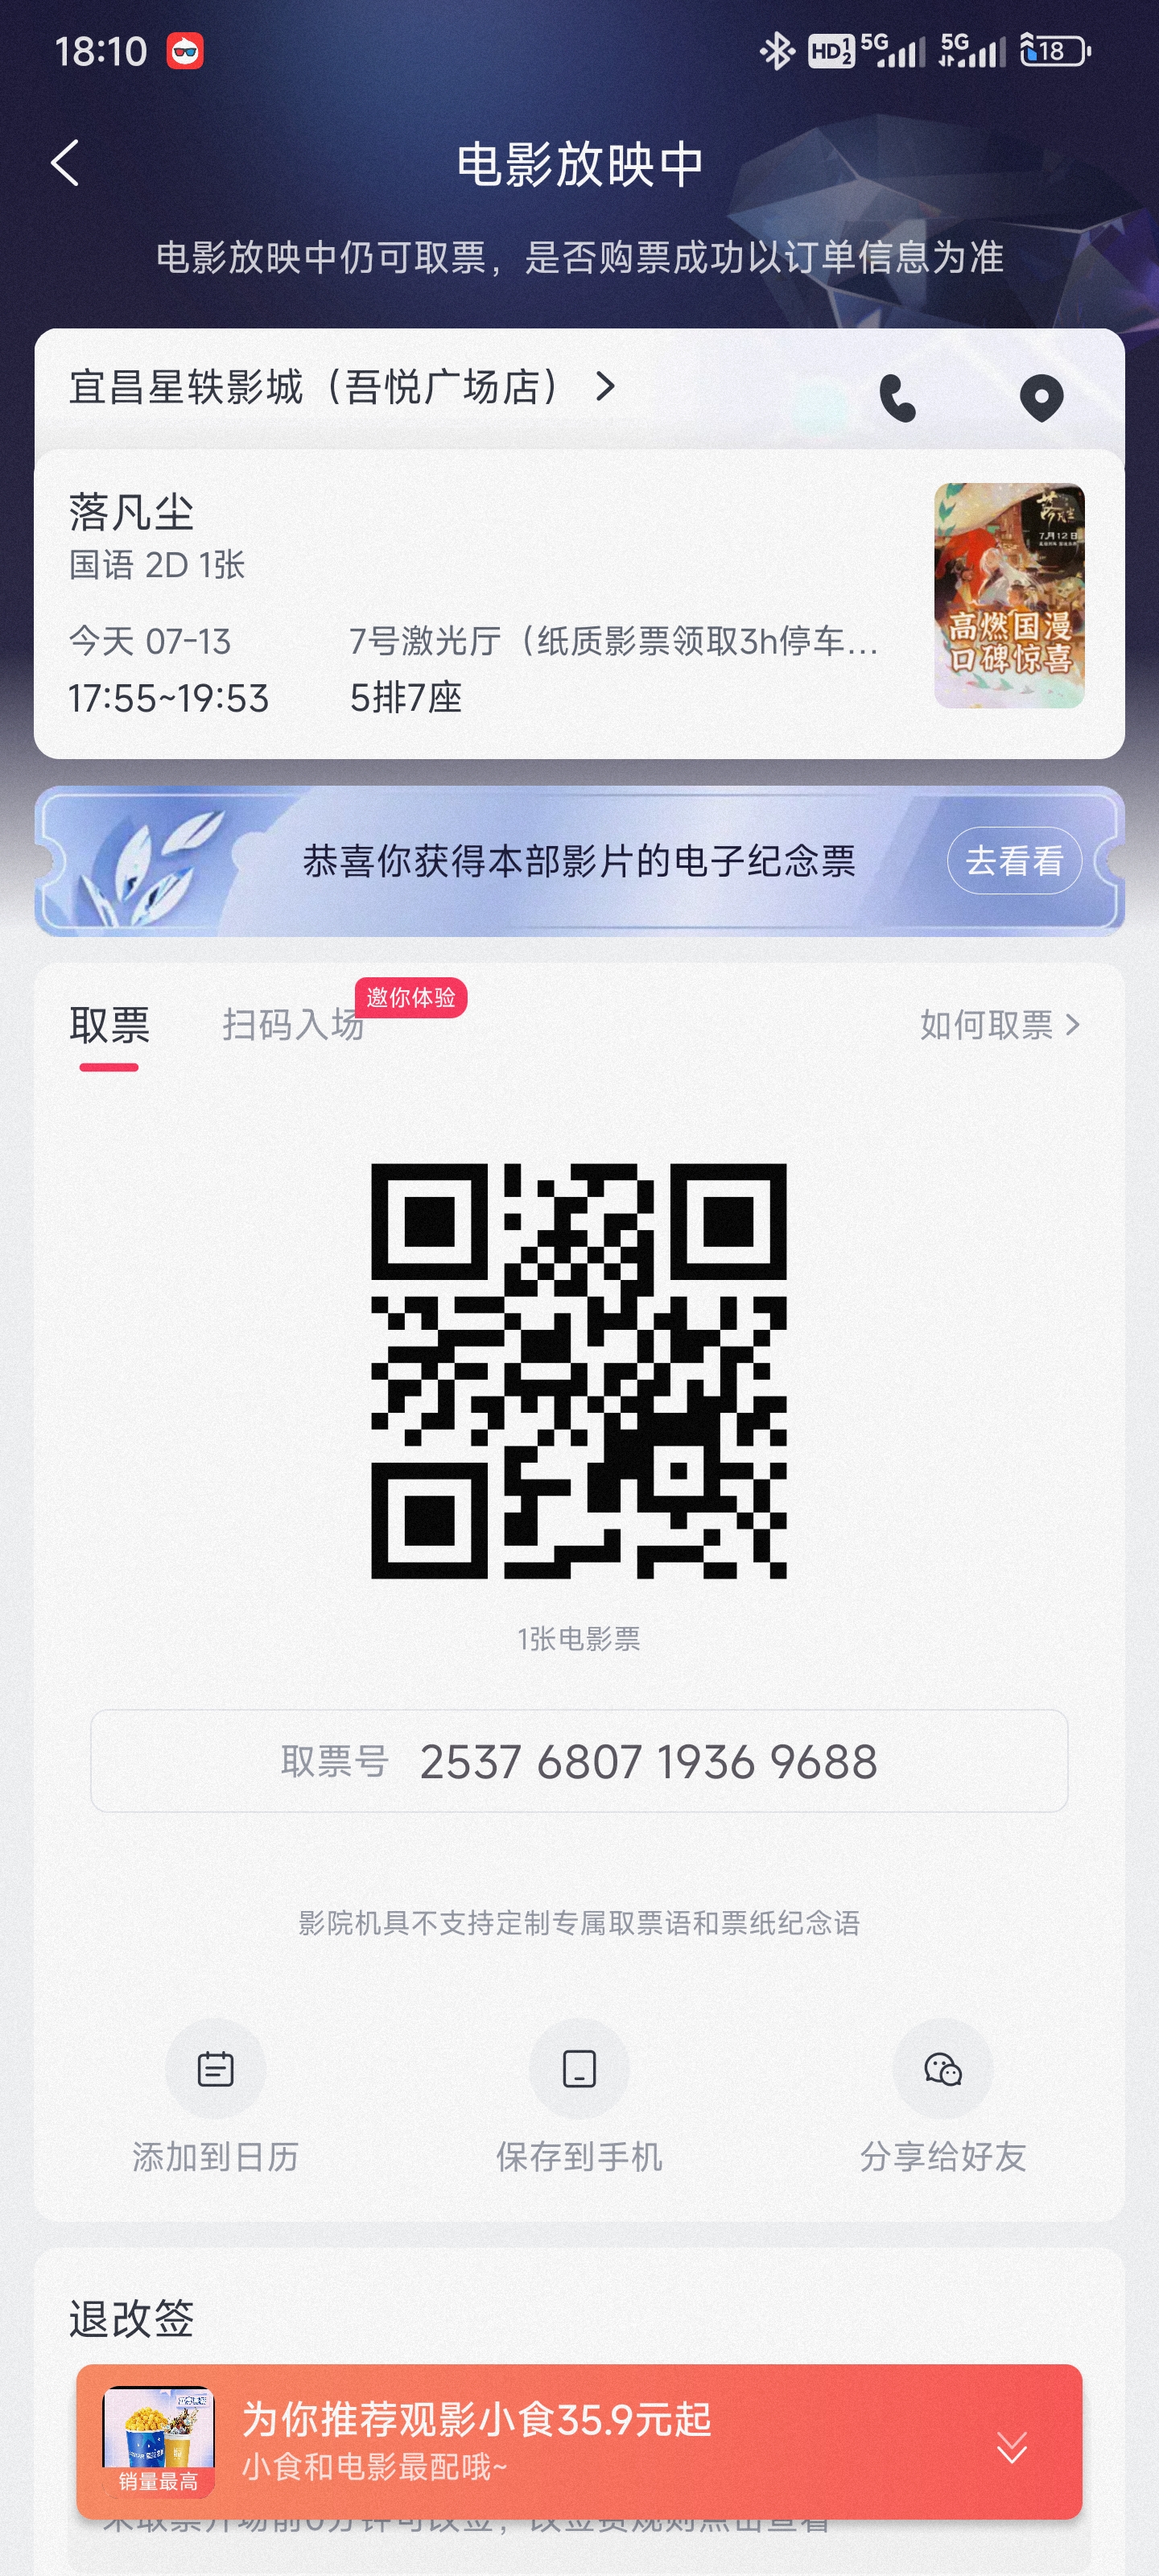 18:10
HD 1 2 5G 5G 18
电影放映中
电影放映中仍可取票，是否购票成功以订单信息为准
宜昌星轶影城（吾悦广场店）
落凡尘
国语 2D 1张
今天 07-13
7号激光厅（纸质影票领取3h停车...
17:55~19:53
5排7座
落凡尘
7月12日
高燃国漫
口碑惊喜
恭喜你获得本部影片的电子纪念票
去看看
取票
扫码入场
邀你体验
如何取票
1张电影票
取票号 2537 6807 1936 9688
影院机具不支持定制专属取票语和票纸纪念语
添加到日历
保存到手机
分享给好友
退改签
为你推荐观影小食35.9元起
小食和电影最配哦~
销量最高